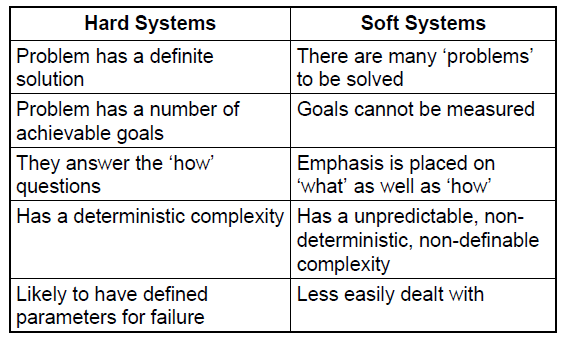 Hard Systems
Soft Systems
Problem has a definite
solution
There are many ‘problems’
to be solved
Problem has a number of
achievable goals
Goals cannot be measured
They answer the ‘how’
questions
Emphasis is placed on
‘what’ as well as ‘how’
Has a deterministic complexity
Has a unpredictable, non-
deterministic, non-definable
complexity
Likely to have defined
parameters for failure
Less easily dealt with